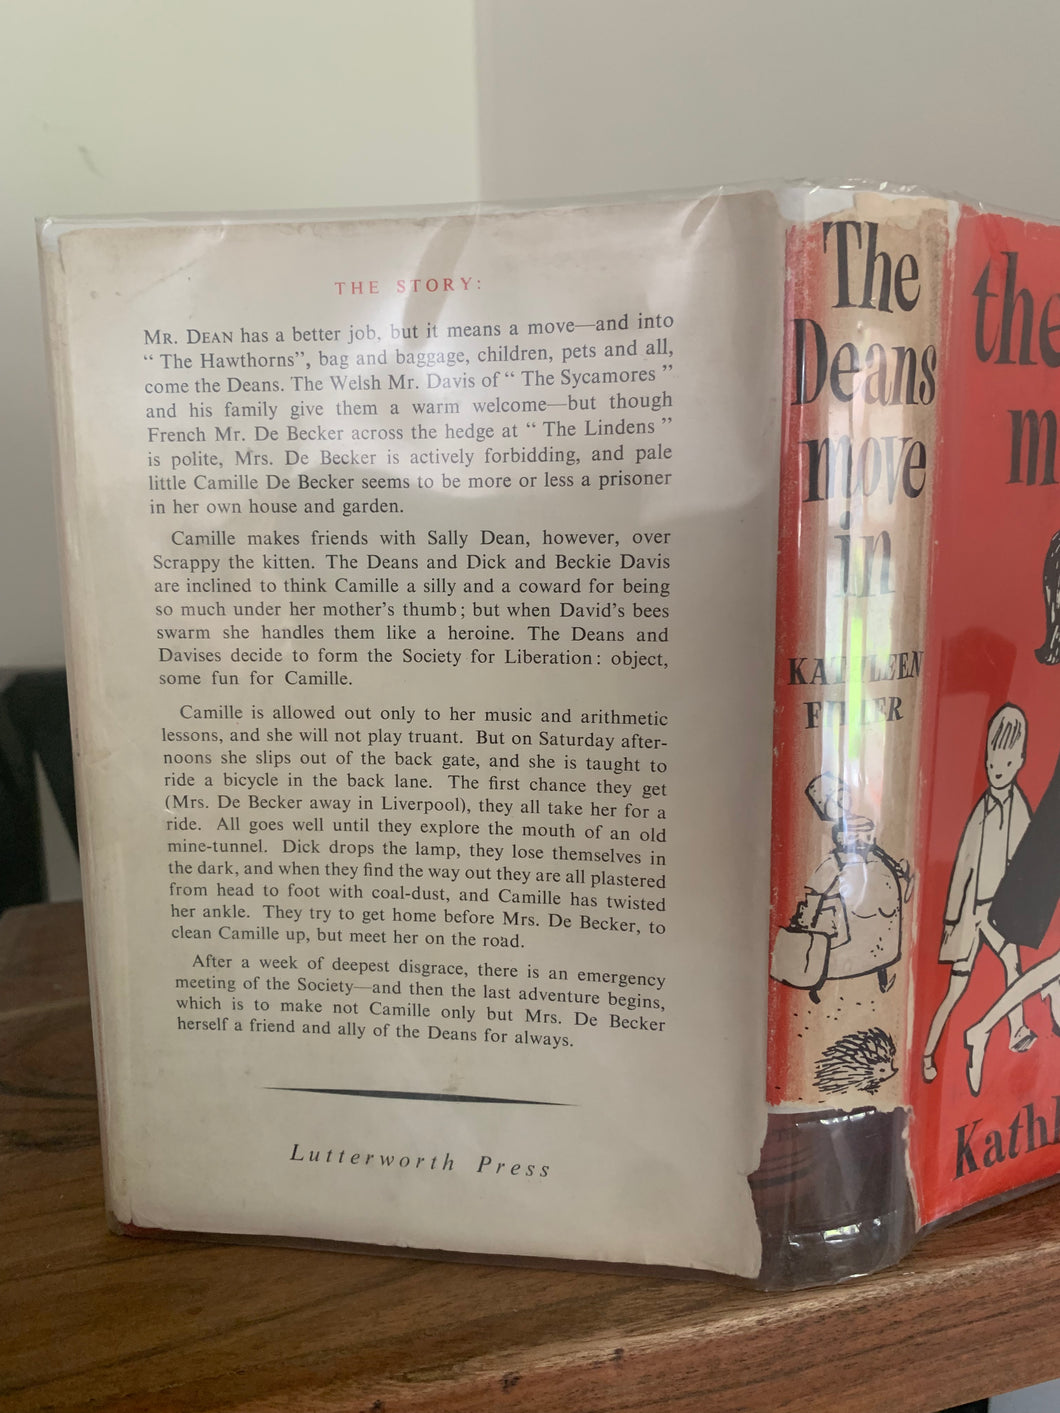 THE STORY:
MR. DEAN has a better job, but it means a move—and into
“ The Hawthorns”, bag and baggage, children, pets and all,
come the Deans. The Welsh Mr. Davis of “ The Sycamores ”
and his family give them a warm welcome—but though
French Mr. De Becker across the hedge at “ The Lindens ”
is polite, Mrs. De Becker is actively forbidding, and pale
little Camille De Becker seems to be more or less a prisoner
in her own house and garden.
Camille makes friends with Sally Dean, however, over
Scrappy the kitten. The Deans and Dick and Beckie Davis
are inclined to think Camille a silly and a coward for being
so much under her mother’s thumb; but when David’s bees
swarm she handles them like a heroine. The Deans and
Davises decide to form the Society for Liberation: object,
some fun for Camille.
Camille is allowed out only to her music and arithmetic
lessons, and she will not play truant. But on Saturday after-
noons she slips out of the back gate, and she is taught to
ride a bicycle in the back lane. The first chance they get
(Mrs. De Becker away in Liverpool), they all take her for a
ride. All goes well until they explore the mouth of an old
mine-tunnel. Dick drops the lamp, they lose themselves in
the dark, and when they find the way out they are all plastered
from head to foot with coal-dust, and Camille has twisted
her ankle. They try to get home before Mrs. De Becker, to
clean Camille up, but meet her on the road.
After a week of deepest disgrace, there is an emergency
meeting of the Society—and then the last adventure begins,
which is to make not Camille only but Mrs. De Becker
herself a friend and ally of the Deans for always.
Lutterworth Press
The
Deans
move
in
KATHLEEN
FIDLER
the
m
Kathl